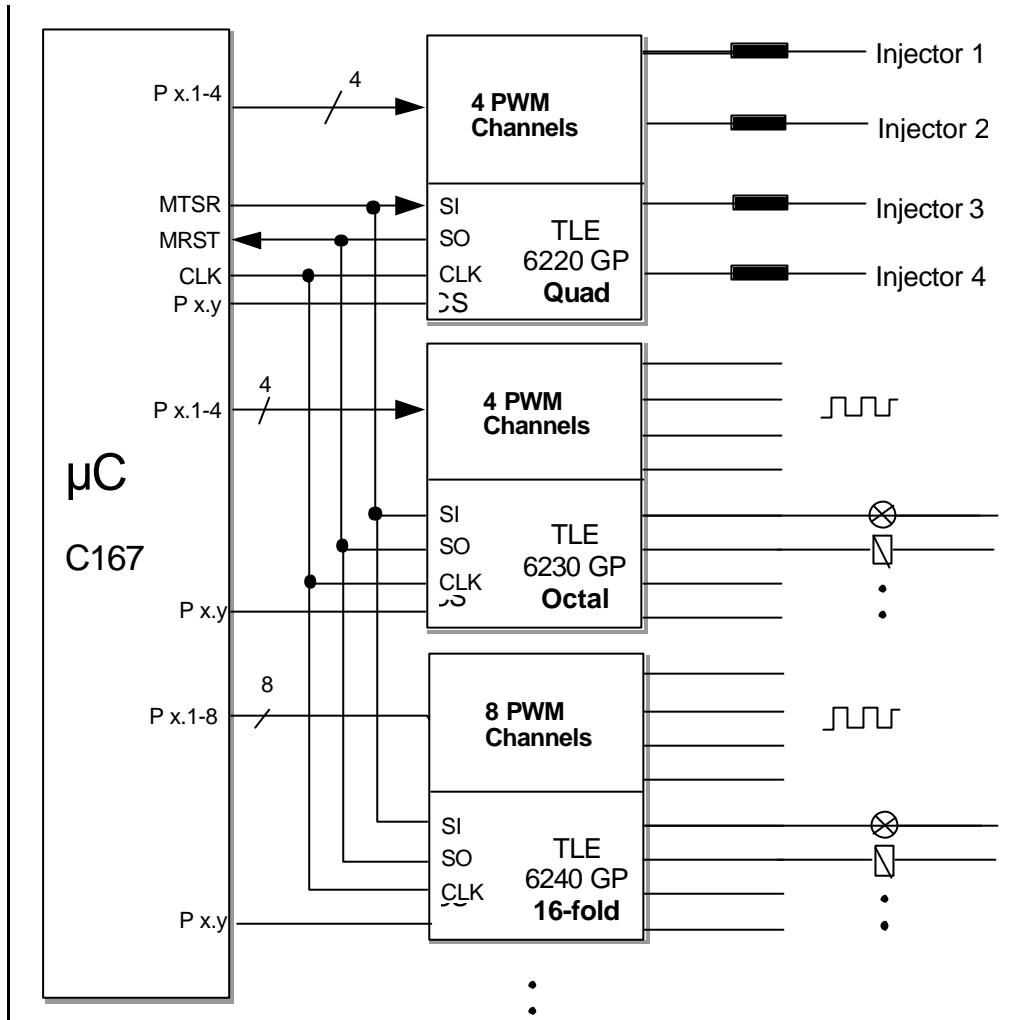 Injector 1
P x.1-4
4
4 PWM
Channels
Injector 2
MTSR
SI
TLE
6220 GP
Quad
Injector 3
MRST
SO
CLK
CLK
P x.y
Injector 4
P x.1-4
4
4 PWM
Channels
µC
C167
SI
SO
CLK
TLE
6230 GP
Octal
P x.y
P x.1-8
8
8 PWM
Channels
SI
SO
CLK
TLE
6240 GP
16-fold
P x.y